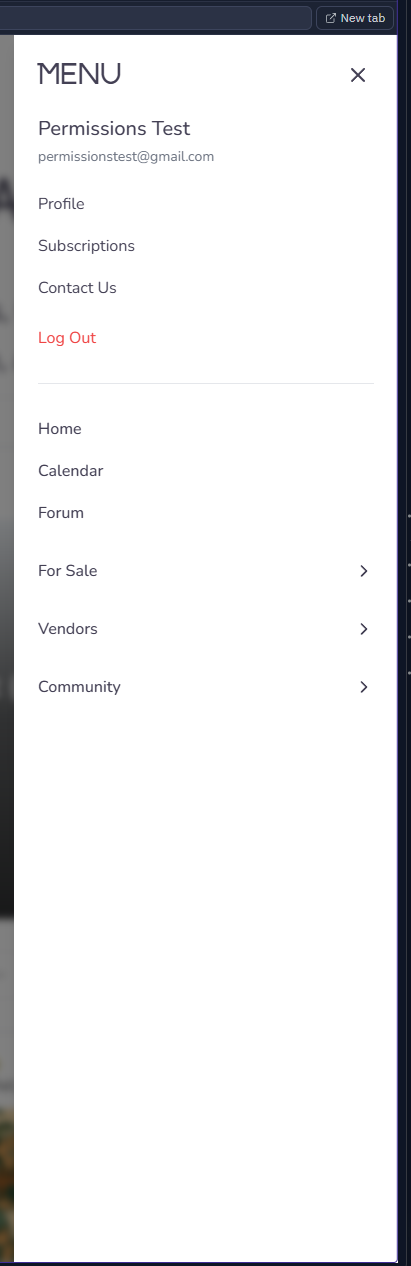 New tab
MENU
Permissions Test
permissionstest@gmail.com
Profile
Subscriptions
Contact Us
Log Out
Home
Calendar
Forum
For Sale
Vendors
Community